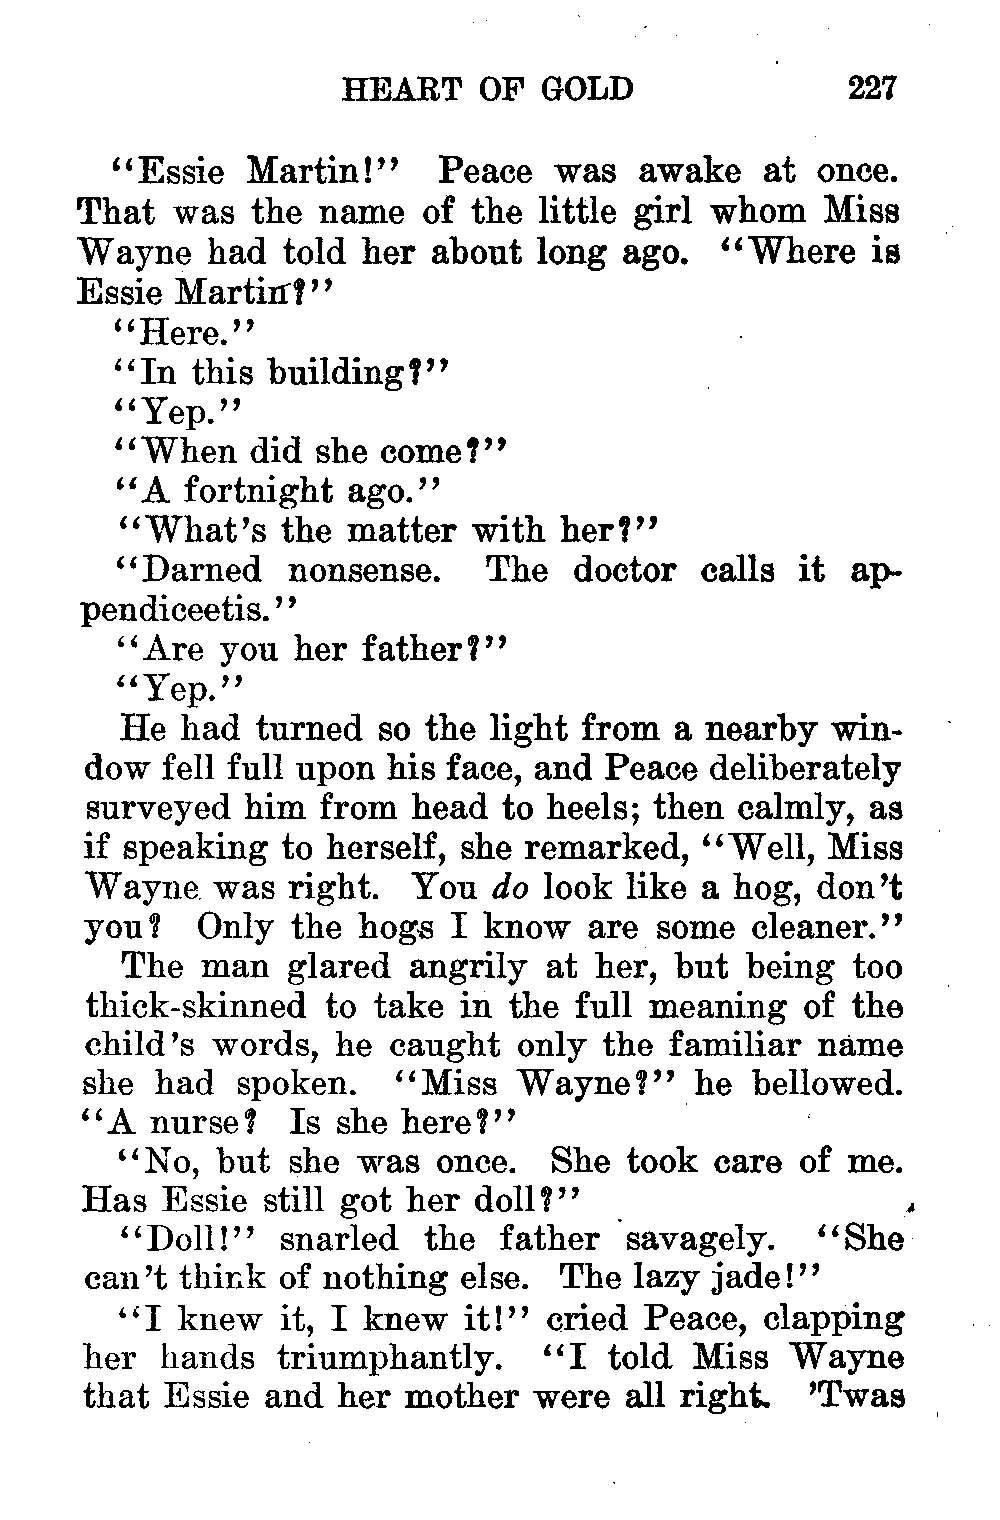 HEART OF GOLD 227
"Essie Martin!" Peace was awake at once.
That was the name of the little girl whom Miss
Wayne had told her about long ago. "Where is
Essie Martin?"
"Here."
"In this building?"
"Yep."
"When did she come?"
"A fortnight ago."
"What's the matter with her?"
"Darned nonsense. The doctor calls it ap-
pendiceetis."
"Are you her father?"
"Yep."
He had turned so the light from a nearby win-
dow fell full upon his face, and Peace deliberately
surveyed him from head to heels; then calmly, as
if speaking to herself, she remarked, "Well, Miss
Wayne was right. You do look like a hog, don't
you? Only the hogs I know are some cleaner."
The man glared angrily at her, but being too
thick-skinned to take in the full meaning of the
child's words, he caught only the familiar name
she had spoken. "Miss Wayne?" he bellowed.
"A nurse? Is she here?"
"No, but she was once. She took care of me.
Has Essie still got her doll?"
"Doll!" snarled the father savagely. "She
can't think of nothing else. The lazy jade!"
"I knew it, I knew it!" cried Peace, clapping
her hands triumphantly. "I told Miss Wayne
that Essie and her mother were all right. 'Twas